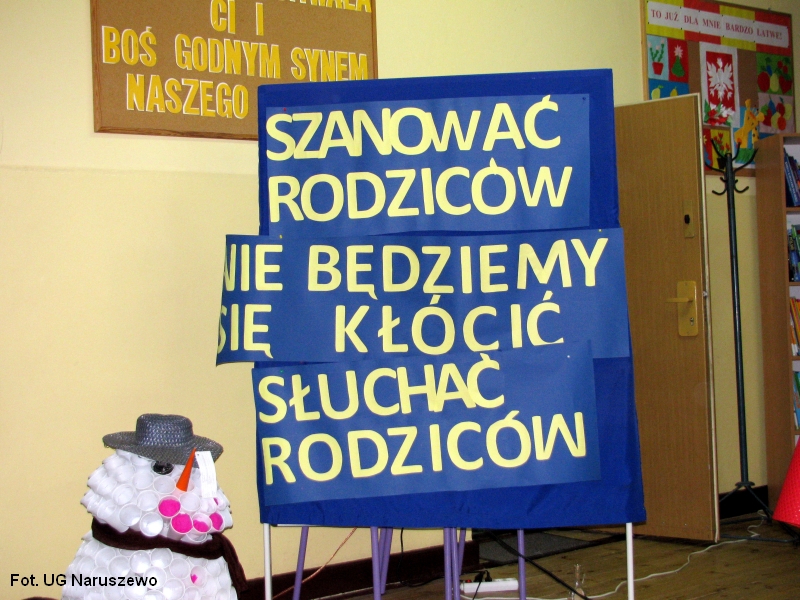 CI I
BOŚ GODNYM SYNEM
NASZEGO
TO JUŻ DLA MNIE BARDZO ŁATWE!
SZANOWAĆ
RODZICÓW
NIE BĘDZIEMY
SIĘ KŁÓCIĆ
SŁUCHAĆ
RODZICÓW
Fot. UG Naruszewo